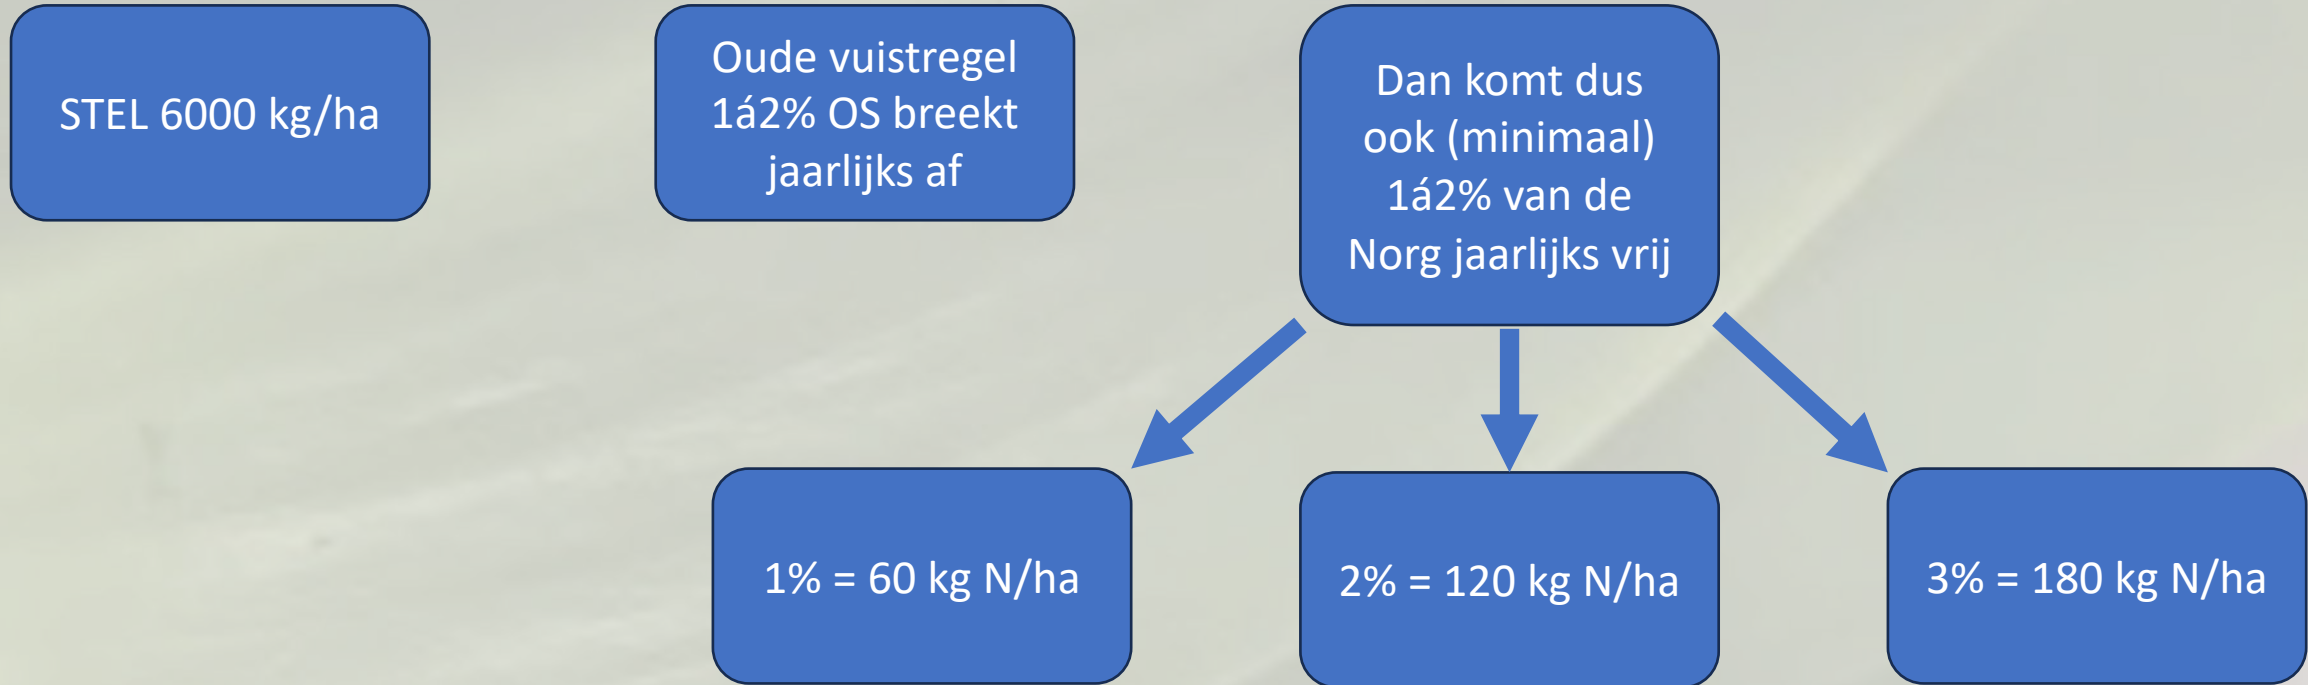 STEL 6000 kg/ha
Oude vuistregel
1á2% OS breekt
jaarlijks af
Dan komt dus
ook (minimaal)
1á2% van de
Norg jaarlijks vrij
1% = 60 kg N/ha
2% = 120 kg N/ha
3% = 180 kg N/ha